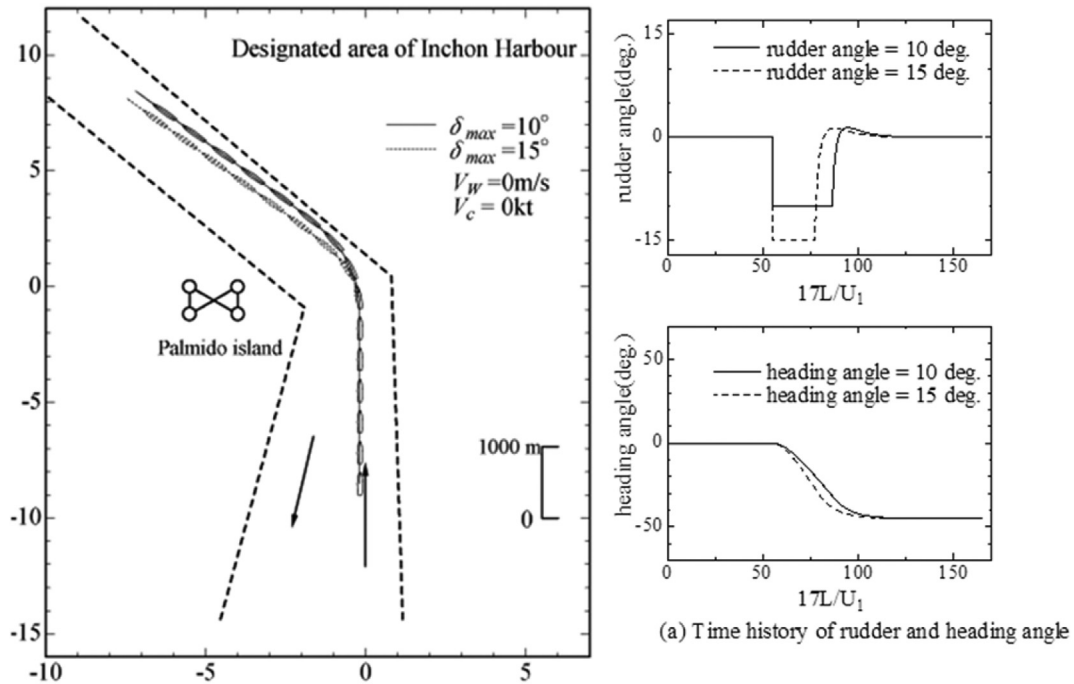 Designated area of Inchon Harbour
δmax =10°
δmax =15°
VW =0m/s
Vc = 0kt
Palmido island
1000 m
0
10
5
0
-5
-10
-15
-10
-5
0
5
rudder angle(deg.)
15
0
-15
rudder angle = 10 deg.
rudder angle = 15 deg.
0
50
100
150
17L/U1
heading angle(deg.)
50
0
-50
heading angle = 10 deg.
heading angle = 15 deg.
0
50
100
150
17L/U1
(a) Time history of rudder and heading angle